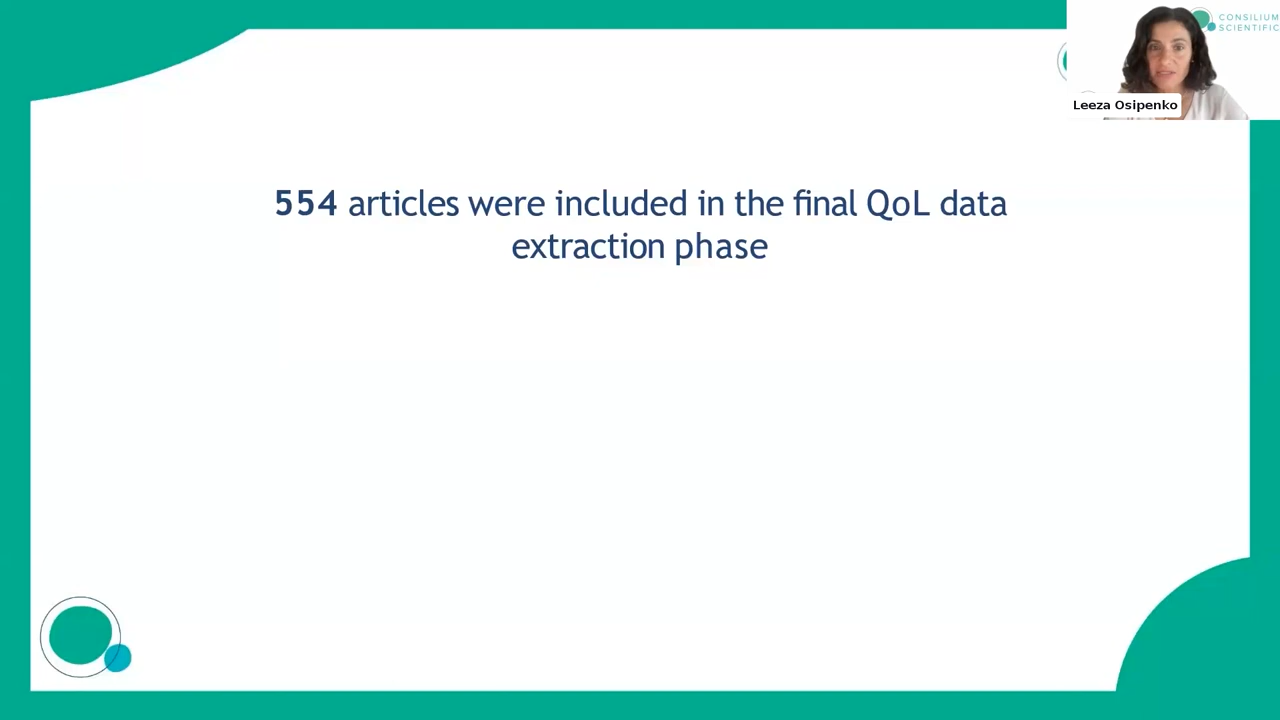 CONSILIUM
SCIENTIFIC
Leeza Osipenko
554 articles were included in the final QoL data
extraction phase